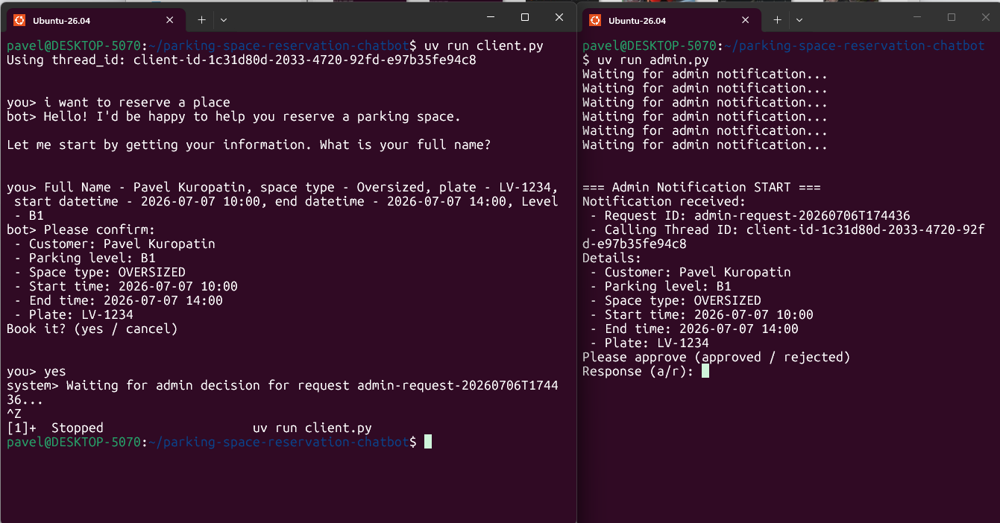 Ubuntu-26.04
pavel@DESKTOP-5070:~/parking-space-reservation-chatbot$ uv run client.py
Using thread_id: client-id-1c31d80d-2033-4720-92fd-e97b35fe94c8
you> i want to reserve a place
bot> Hello! I'd be happy to help you reserve a parking space.
Let me start by getting your information. What is your full name?
you> Full Name - Pavel Kuropatin, space type - Oversized, plate - LV-1234,
start datetime - 2026-07-07 10:00, end datetime - 2026-07-07 14:00, Level
- B1
bot> Please confirm:
- Customer: Pavel Kuropatin
- Parking level: B1
- Space type: OVERSIZED
- Start time: 2026-07-07 10:00
- End time: 2026-07-07 14:00
- Plate: LV-1234
Book it? (yes / cancel)
you> yes
system> Waiting for admin decision for request admin-request-20260706T1744
36...
^Z
[1]+  Stopped                 uv run client.py
pavel@DESKTOP-5070:~/parking-space-reservation-chatbot$
Ubuntu-26.04
pavel@DESKTOP-5070:~/parking-space-reservation-chatbot
$ uv run admin.py
Waiting for admin notification...
Waiting for admin notification...
Waiting for admin notification...
Waiting for admin notification...
Waiting for admin notification...
Waiting for admin notification...
=== Admin Notification START ===
Notification received:
- Request ID: admin-request-20260706T174436
- Calling Thread ID: client-id-1c31d80d-2033-4720-92f
d-e97b35fe94c8
Details:
- Customer: Pavel Kuropatin
- Parking level: B1
- Space type: OVERSIZED
- Start time: 2026-07-07 10:00
- End time: 2026-07-07 14:00
- Plate: LV-1234
Please approve (approved / rejected)
Response (a/r):